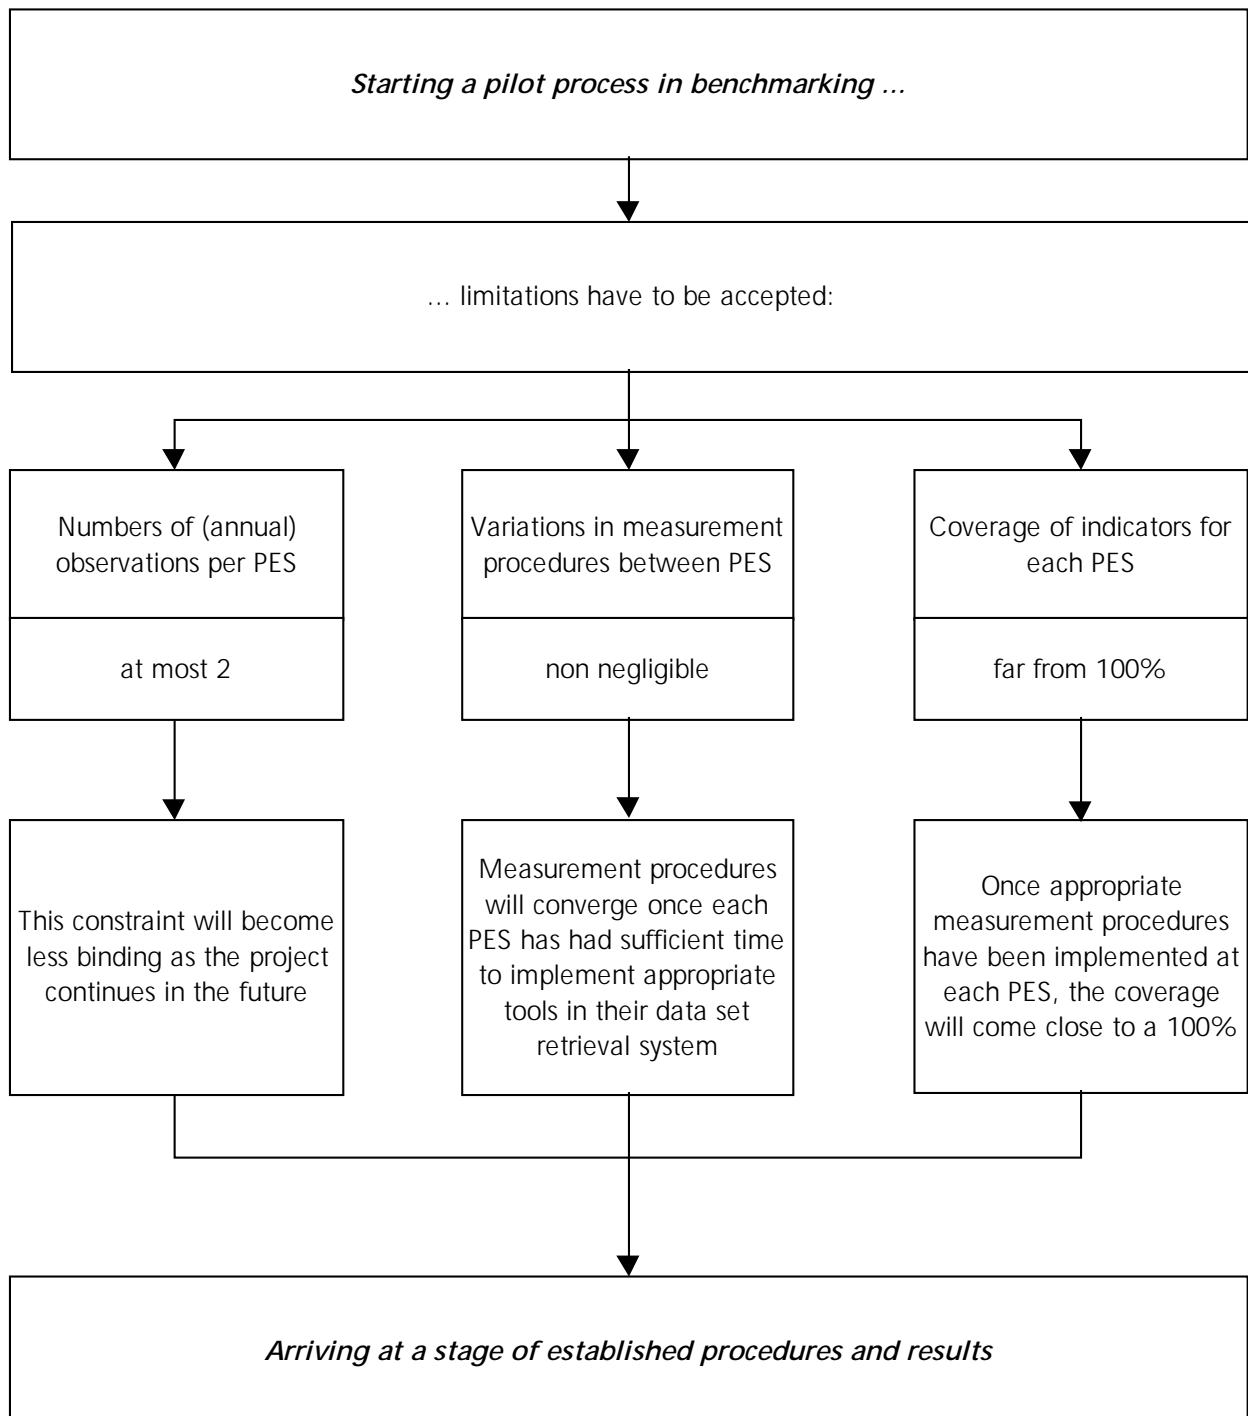 Starting a pilot process in benchmarking ...
... limitations have to be accepted:
Numbers of (annual)
observations per PES
at most 2
Variations in measurement
procedures between PES
non negligible
Coverage of indicators for
each PES
far from 100%
This constraint will become
less binding as the project
continues in the future
Measurement procedures
will converge once each
PES has had sufficient time
to implement appropriate
tools in their data set
retrieval system
Once appropriate
measurement procedures
have been implemented at
each PES, the coverage
will come close to a 100%
Arriving at a stage of established procedures and results